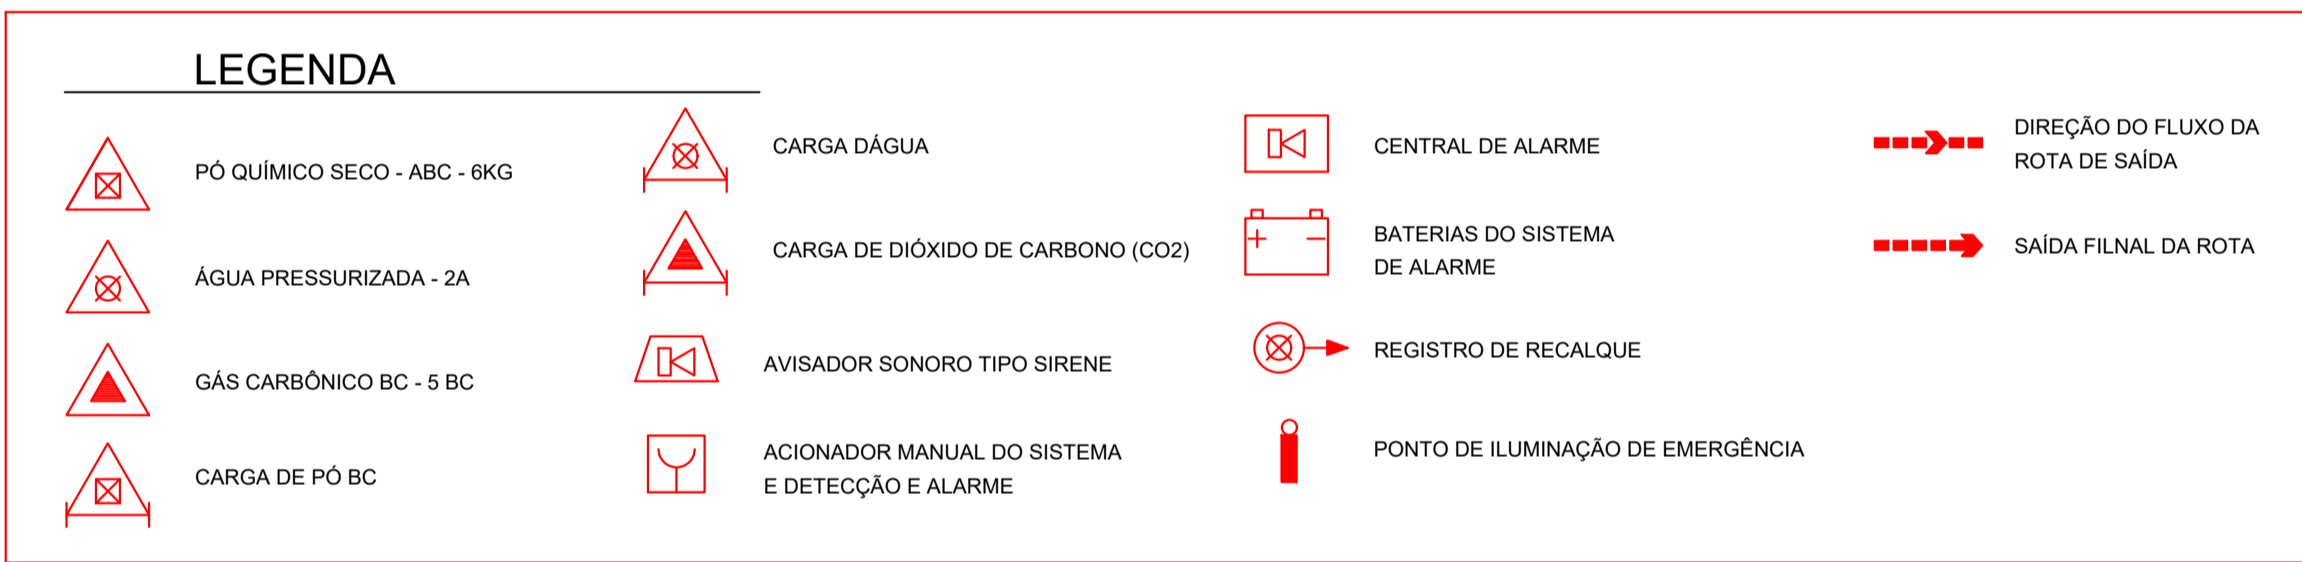 LEGENDA
PÓ QUÍMICO SECO - ABC - 6KG
ÁGUA PRESSURIZADA - 2A
GÁS CARBÔNICO BC - 5 BC
CARGA DE PÓ BC
CARGA DÁGUA
CARGA DE DIÓXIDO DE CARBONO (CO2)
AVISADOR SONORO TIPO SIRENE
ACIONADOR MANUAL DO SISTEMA
E DETECÇÃO E ALARME
CENTRAL DE ALARME
BATERIAS DO SISTEMA
DE ALARME
REGISTRO DE RECALQUE
PONTO DE ILUMINAÇÃO DE EMERGÊNCIA
DIREÇÃO DO FLUXO DA
ROTA DE SAÍDA
SAÍDA FILNAL DA ROTA